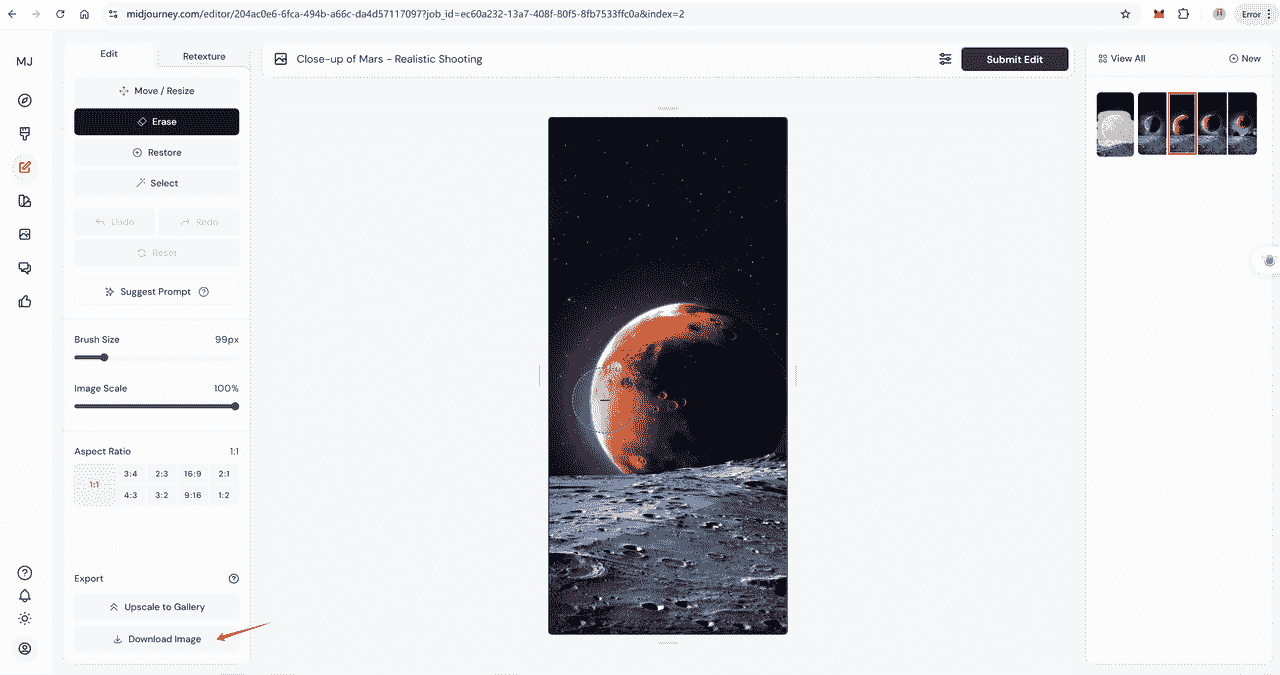 midjourney.com/editor/204ac0e6-6fca-494b-a66c-da4d57117097?job_id=ec60a232-13a7-408f-80f5-8fb7533ffc0a&index=2
Error
MJ
Edit
Retexture
Close-up of Mars - Realistic Shooting
Submit Edit
View All
New
Move / Resize
Erase
Restore
Select
Undo
Redo
Reset
Suggest Prompt
Brush Size
99px
Image Scale
100%
Aspect Ratio
1:1
1:1
3:4
2:3
16:9
2:1
4:3
3:2
9:16
1:2
Export
Upscale to Gallery
Download Image